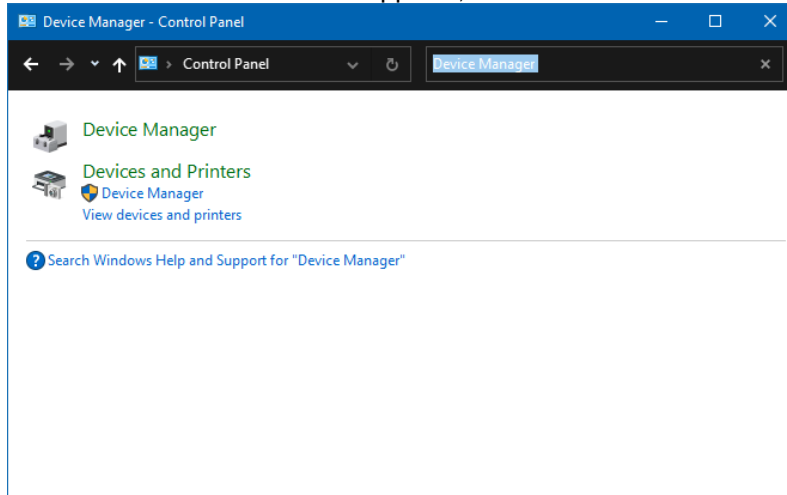 Device Manager - Control Panel
Control Panel
Device Manager
Device Manager
Devices and Printers
Device Manager
View devices and printers
Search Windows Help and Support for "Device Manager"